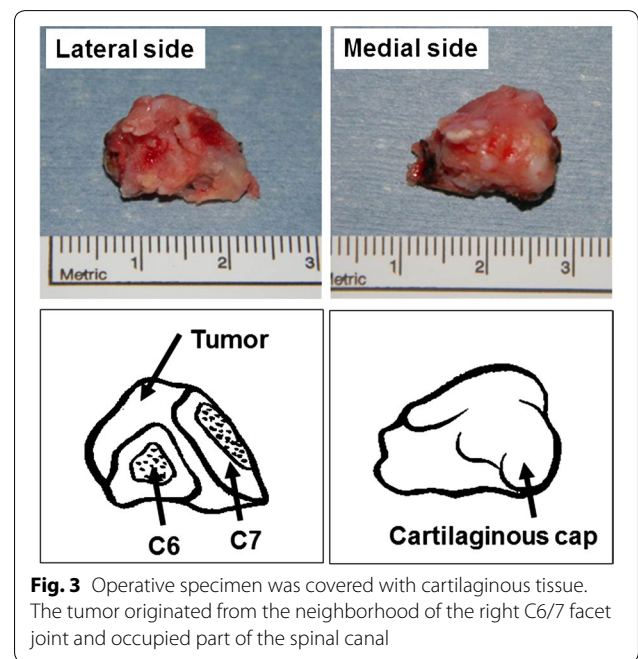 Lateral side
Medial side
1 2 3
Metric
1 2 3
letric
Tumor
C6
C7
Cartilaginous cap
Fig. 3 Operative specimen was covered with cartilaginous tissue.
The tumor originated from the neighborhood of the right C6/7 facet
joint and occupied part of the spinal canal